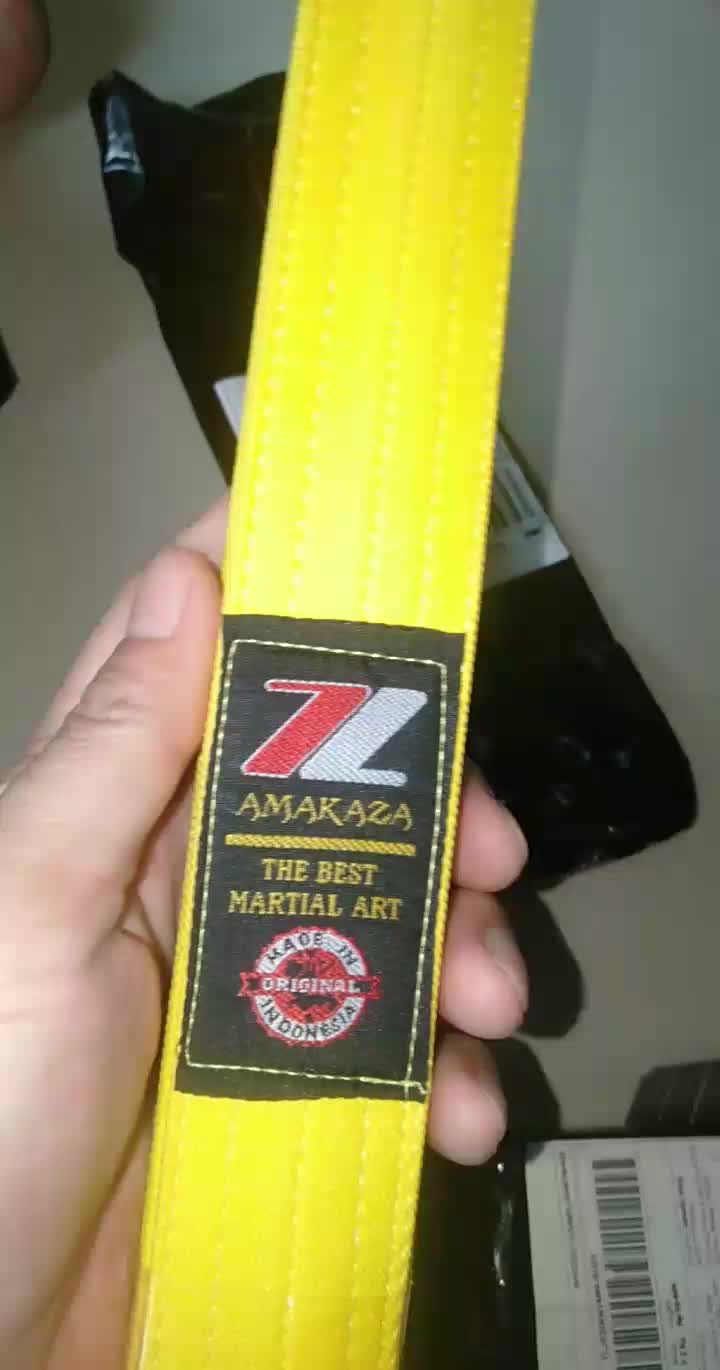 AMAKAZA
THE BEST
MARTIAL ART
MADE IN
ORIGINAL
INDONESIA